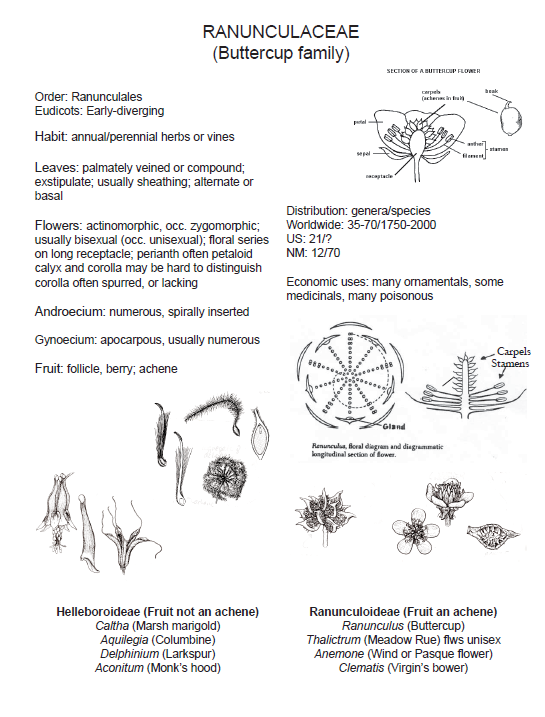 RANUNCULACEAE
(Buttercup family)
SECTION OF A BUTTERCUP FLOWER
carpels
(achenes in fruit)
beak
petal
anther
stamen
filament
sepal
receptacle
Order: Ranunculales
Eudicots: Early-diverging
Habit: annual/perennial herbs or vines
Leaves: palmately veined or compound;
exstipulate; usually sheathing; alternate or
basal
Flowers: actinomorphic, occ. zygomorphic;
usually bisexual (occ. unisexual); floral series
on long receptacle; perianth often petaloid
calyx and corolla may be hard to distinguish
corolla often spurred, or lacking
Androecium: numerous, spirally inserted
Gynoecium: apocarpous, usually numerous
Fruit: follicle, berry; achene
Distribution: genera/species
Worldwide: 35-70/1750-2000
US: 21/?
NM: 12/70
Economic uses: many ornamentals, some
medicinals, many poisonous
Carpels
Stamens
Gland
Ranunculus, floral diagram and diagrammatic
longitudinal section of flower.
Helleboroideae (Fruit not an achene)
Caltha (Marsh marigold)
Aquilegia (Columbine)
Delphinium (Larkspur)
Aconitum (Monk's hood)
Ranunculoideae (Fruit an achene)
Ranunculus (Buttercup)
Thalictrum (Meadow Rue) flws unisex
Anemone (Wind or Pasque flower)
Clematis (Virgin's bower)